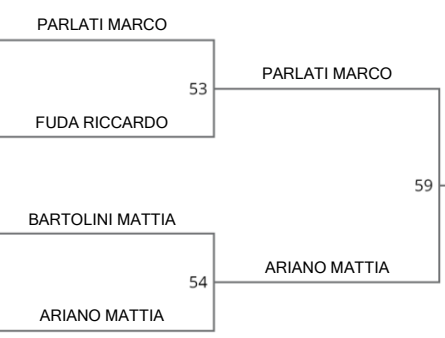 PARLATI MARCO
53
PARLATI MARCO
FUDA RICCARDO
59
BARTOLINI MATTIA
54
ARIANO MATTIA
ARIANO MATTIA